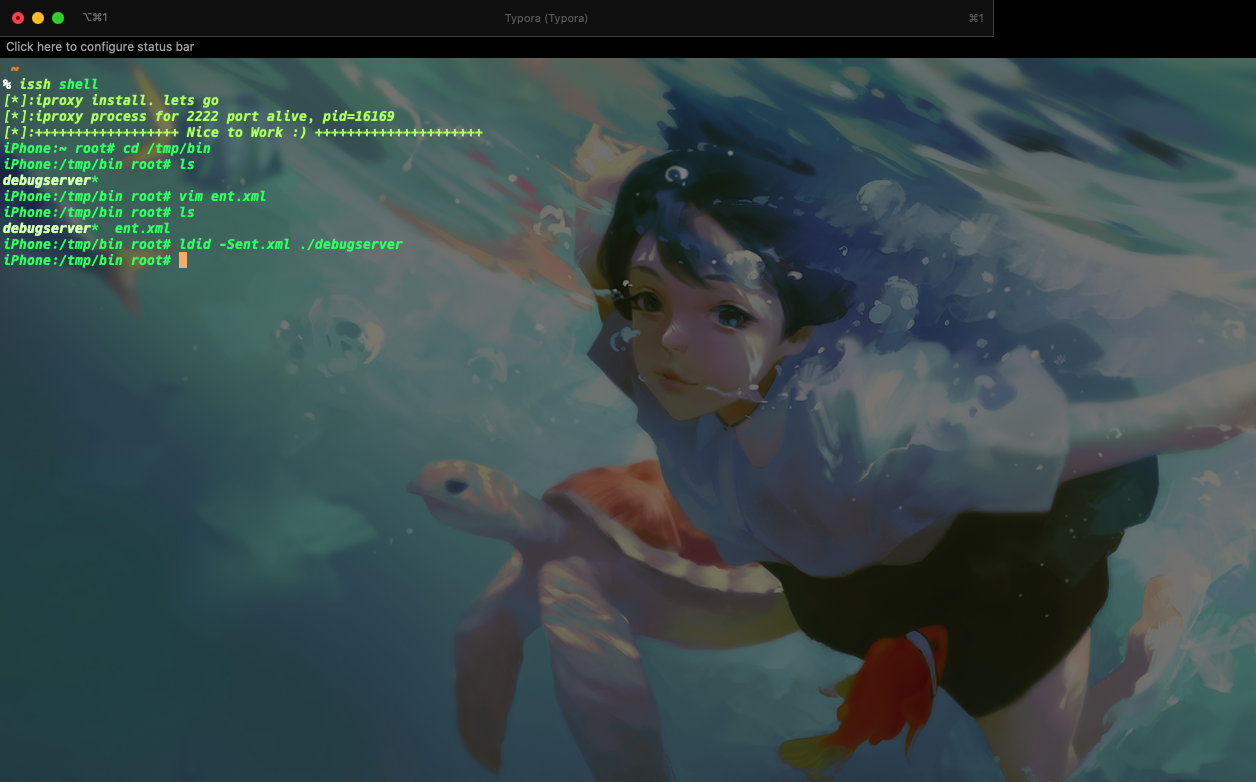 ⌥⌘1 Typora (Typora) ⌘1
Click here to configure status bar
~
% issh shell
[*]:iproxy install. lets go
[*]:iproxy process for 2222 port alive, pid=16169
[*]:++++++++++++++++++ Nice to Work :) +++++++++++++++++++++
iPhone:~ root# cd /tmp/bin
iPhone:/tmp/bin root# ls
debugserver*
iPhone:/tmp/bin root# vim ent.xml
iPhone:/tmp/bin root# ls
debugserver*  ent.xml
iPhone:/tmp/bin root# ldid -Sent.xml ./debugserver
iPhone:/tmp/bin root#